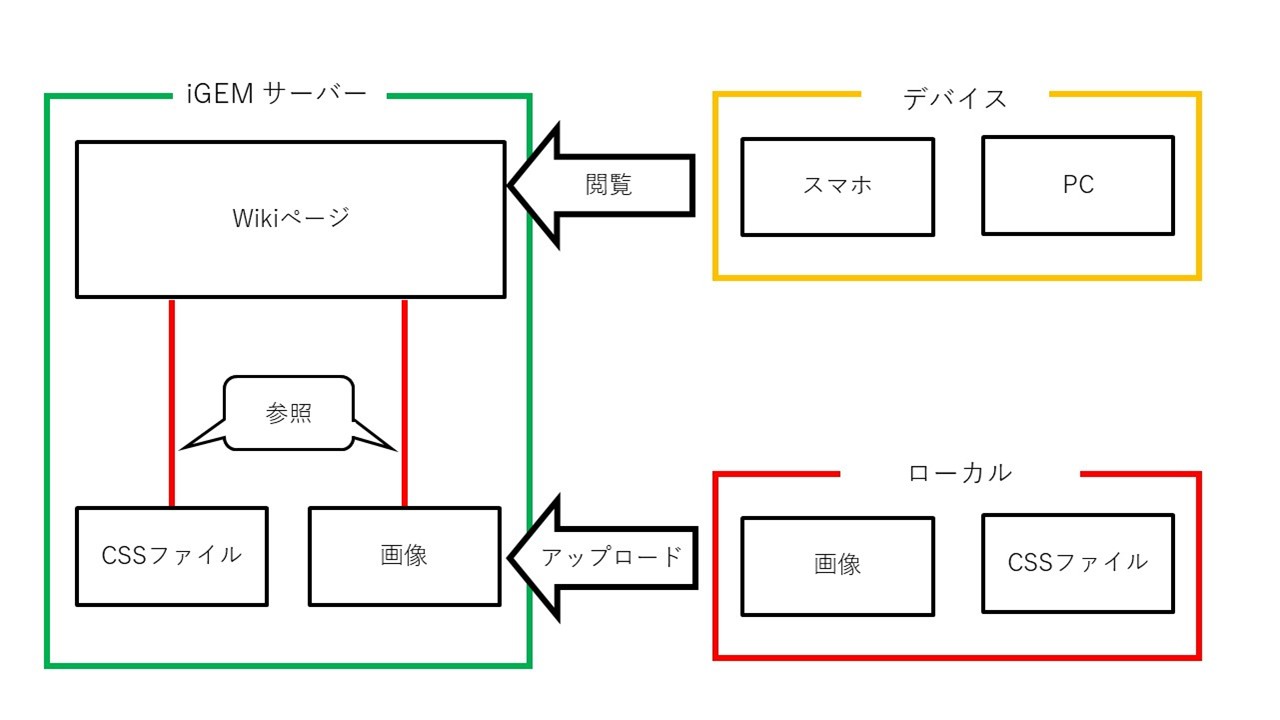 iGEM サーバー
Wikiページ
参照
CSSファイル
画像
閲覧
アップロード
デバイス
スマホ
PC
ローカル
画像
CSSファイル